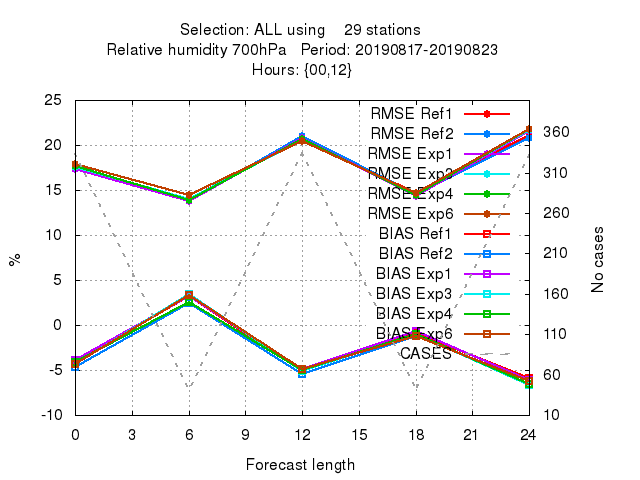 Selection: ALL using 29 stations
Relative humidity 700hPa Period: 20190817-20190823
Hours: {00,12}
25
20
15
10
5
0
-5
-10
%
0 3 6 9 12 15 18 21 24
Forecast length
360
310
260
210
160
110
60
10
No cases
RMSE Ref1
RMSE Ref2
RMSE Exp1
RMSE Exp3
RMSE Exp4
RMSE Exp6
BIAS Ref1
BIAS Ref2
BIAS Exp1
BIAS Exp3
BIAS Exp4
BIAS Exp6
CASES